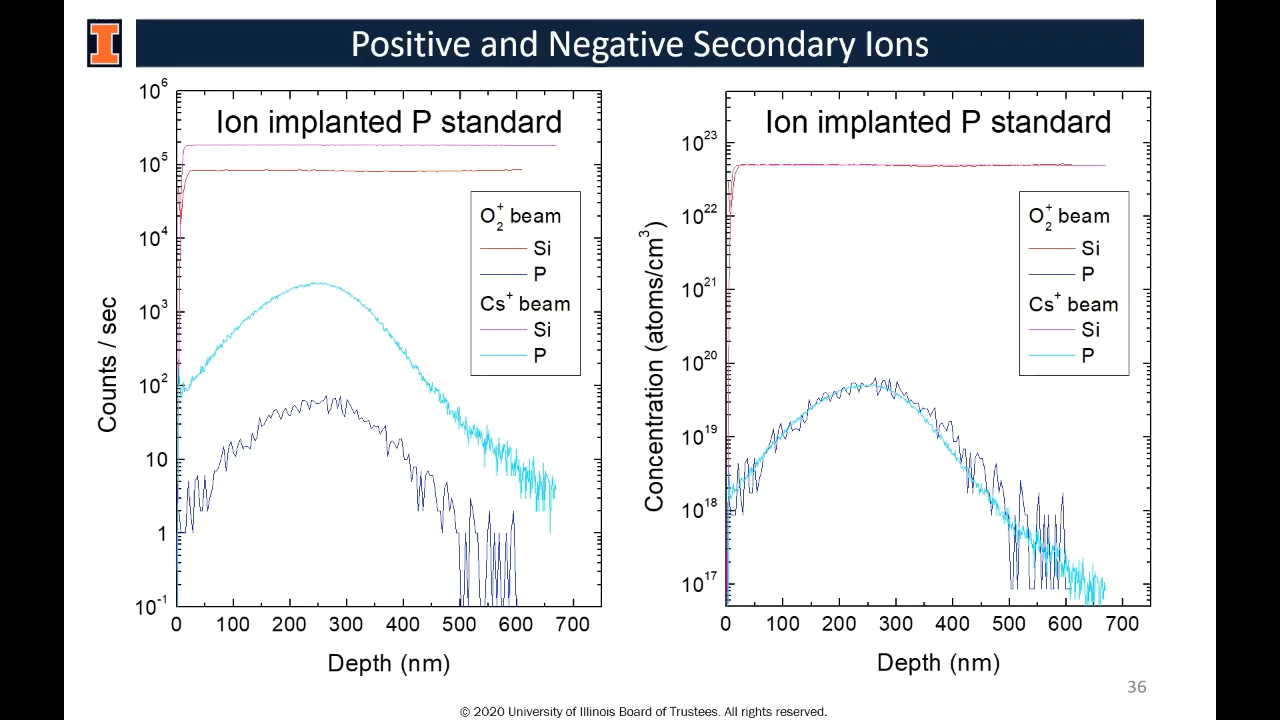 Positive and Negative Secondary Ions
Ion implanted P standard
10^6
10^5
10^4
10^3
10^2
10
1
10^-1
Counts / sec
O2+ beam
Si
P
Cs+ beam
Si
P
0 100 200 300 400 500 600 700
Depth (nm)
Ion implanted P standard
10^23
10^22
10^21
10^20
10^19
10^18
10^17
Concentration (atoms/cm^3)
O2+ beam
Si
P
Cs+ beam
Si
P
0 100 200 300 400 500 600 700
Depth (nm)
36
© 2020 University of Illinois Board of Trustees. All rights reserved.